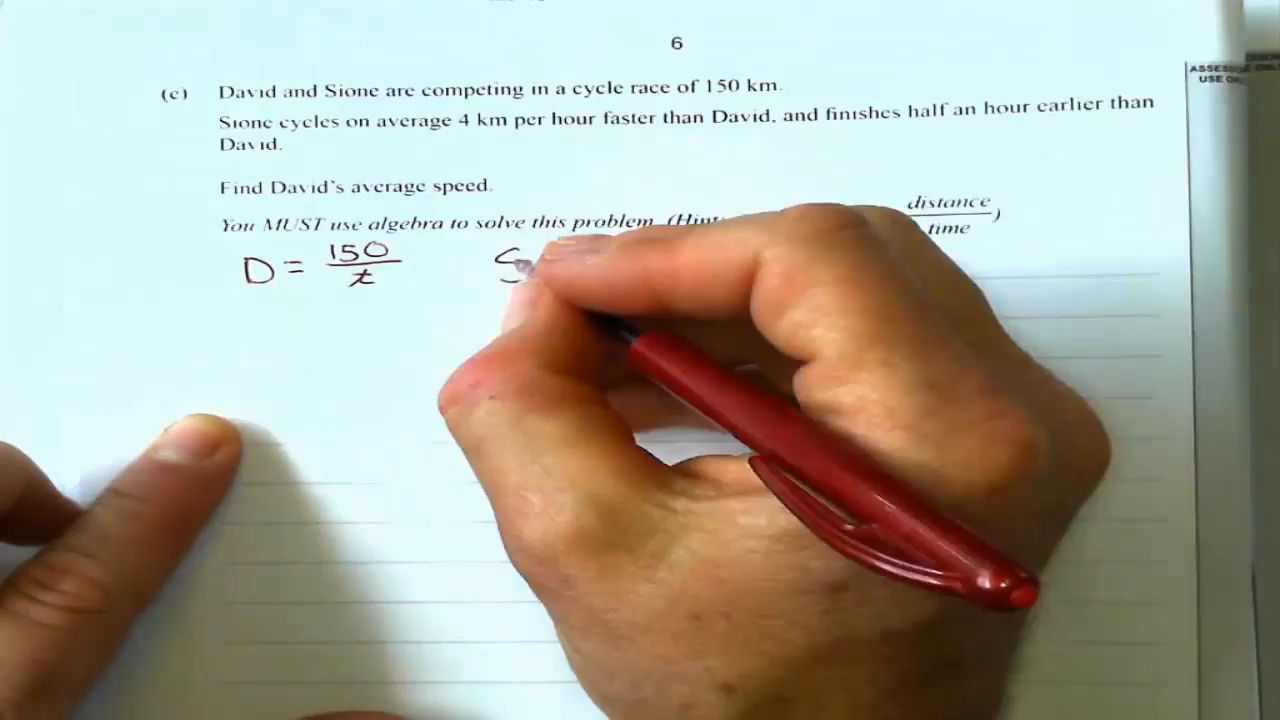 6
(c) David and Sione are competing in a cycle race of 150 km.
Sione cycles on average 4 km per hour faster than David, and finishes half an hour earlier than
David.
Find David's average speed.
You MUST use algebra to solve this problem. (Hint
distance
time )
D = 150
t
S
USE